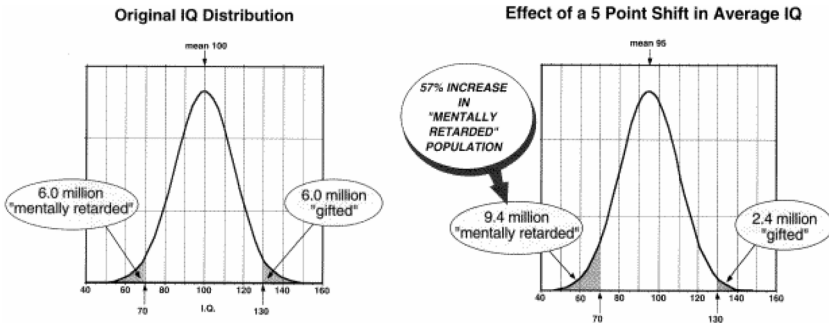 Original IQ Distribution
mean 100
6.0 million
"mentally retarded"
6.0 million
"gifted"
40 60 80 100 120 140 160
70 I.Q. 130
Effect of a 5 Point Shift in Average IQ
mean 95
57% INCREASE
IN
"MENTALLY
RETARDED"
POPULATION
9.4 million
"mentally retarded"
2.4 million
"gifted"
40 60 80 100 120 140 160
70 130